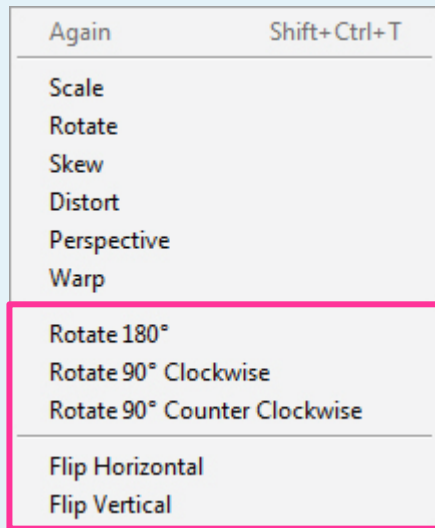 Again Shift+Ctrl+T
Scale
Rotate
Skew
Distort
Perspective
Warp
Rotate 180°
Rotate 90° Clockwise
Rotate 90° Counter Clockwise
Flip Horizontal
Flip Vertical